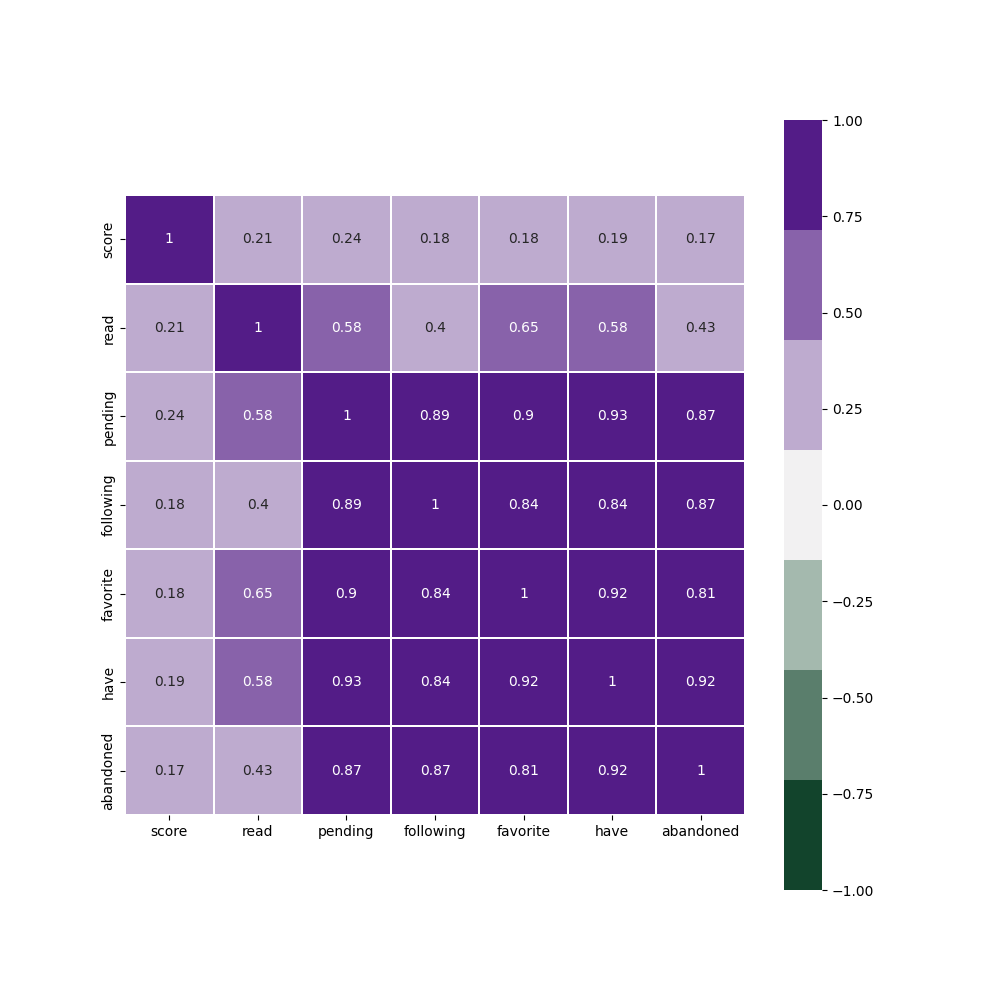 1.00
score 1 0.21 0.24 0.18 0.18 0.19 0.17
0.75
read 0.21 1 0.58 0.4 0.65 0.58 0.43
0.50
pending 0.24 0.58 1 0.89 0.9 0.93 0.87
0.25
following 0.18 0.4 0.89 1 0.84 0.84 0.87
0.00
favorite 0.18 0.65 0.9 0.84 1 0.92 0.81
−0.25
have 0.19 0.58 0.93 0.84 0.92 1 0.92
−0.50
abandoned 0.17 0.43 0.87 0.87 0.81 0.92 1
−0.75
score read pending following favorite have abandoned
−1.00